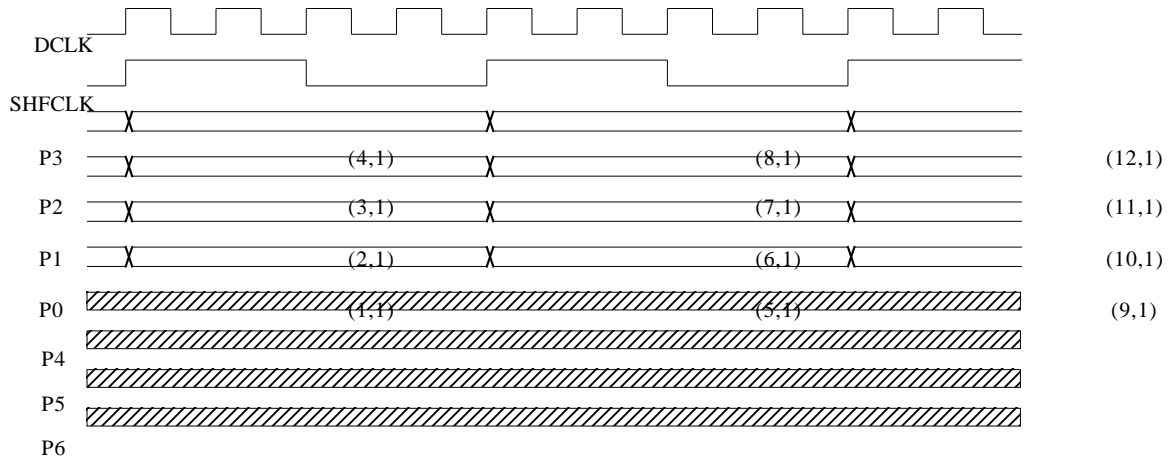 DCLK
SHFCLK
P3 (4,1) (8,1) (12,1)
P2 (3,1) (7,1) (11,1)
P1 (2,1) (6,1) (10,1)
P0 (1,1) (5,1) (9,1)
P4
P5
P6